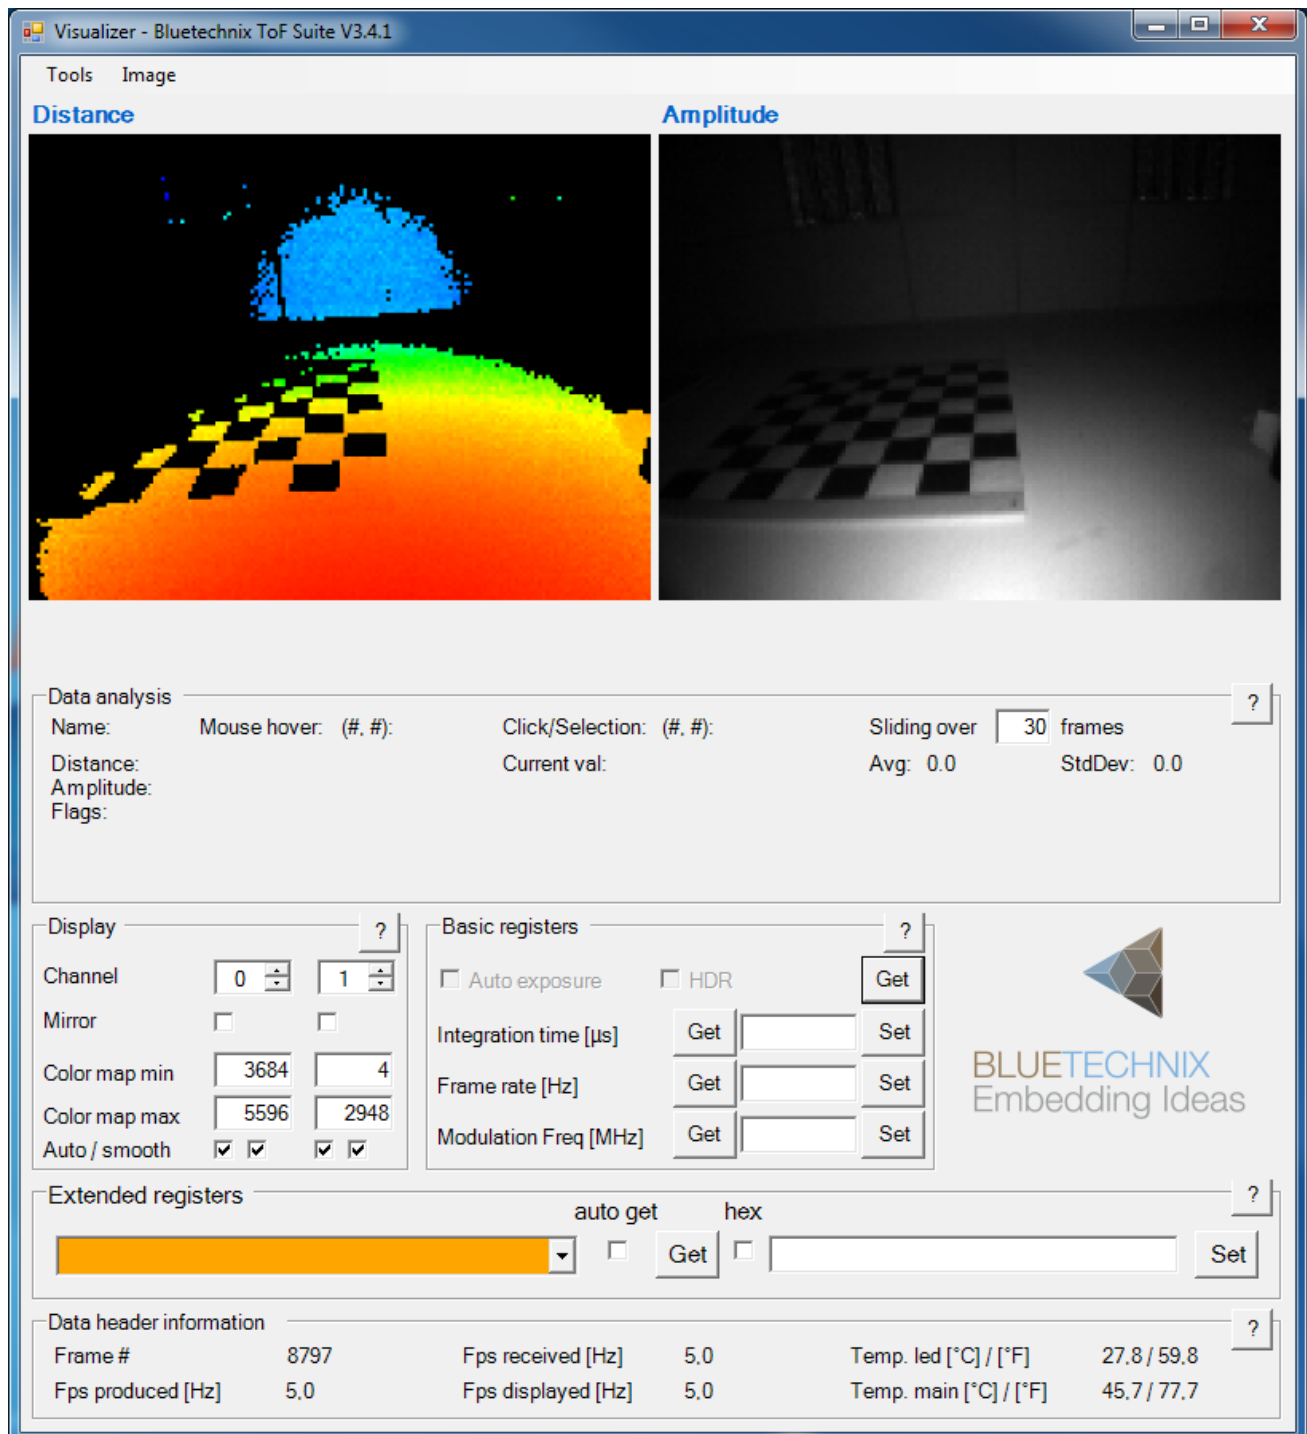 Visualizer - Bluetechnix ToF Suite V3.4.1
Tools Image
Distance Amplitude
Data analysis ?
Name: Mouse hover: (#, #): Click/Selection: (#, #): Sliding over 30 frames
Distance: Current val: Avg: 0.0 StdDev: 0.0
Amplitude:
Flags:
Display ? Basic registers ?
Channel 0 1 Auto exposure HDR Get
Mirror
Integration time [µs] Get Set
Color map min 3684 4 Frame rate [Hz] Get Set
Color map max 5596 2948 Modulation Freq [MHz] Get Set
Auto / smooth
BLUETECHNIX
Embedding Ideas
Extended registers ?
auto get hex
Get Set
Data header information ?
Frame # 8797 Fps received [Hz] 5,0 Temp. led [°C] / [°F] 27,8 / 59,8
Fps produced [Hz] 5,0 Fps displayed [Hz] 5,0 Temp. main [°C] / [°F] 45,7 / 77,7